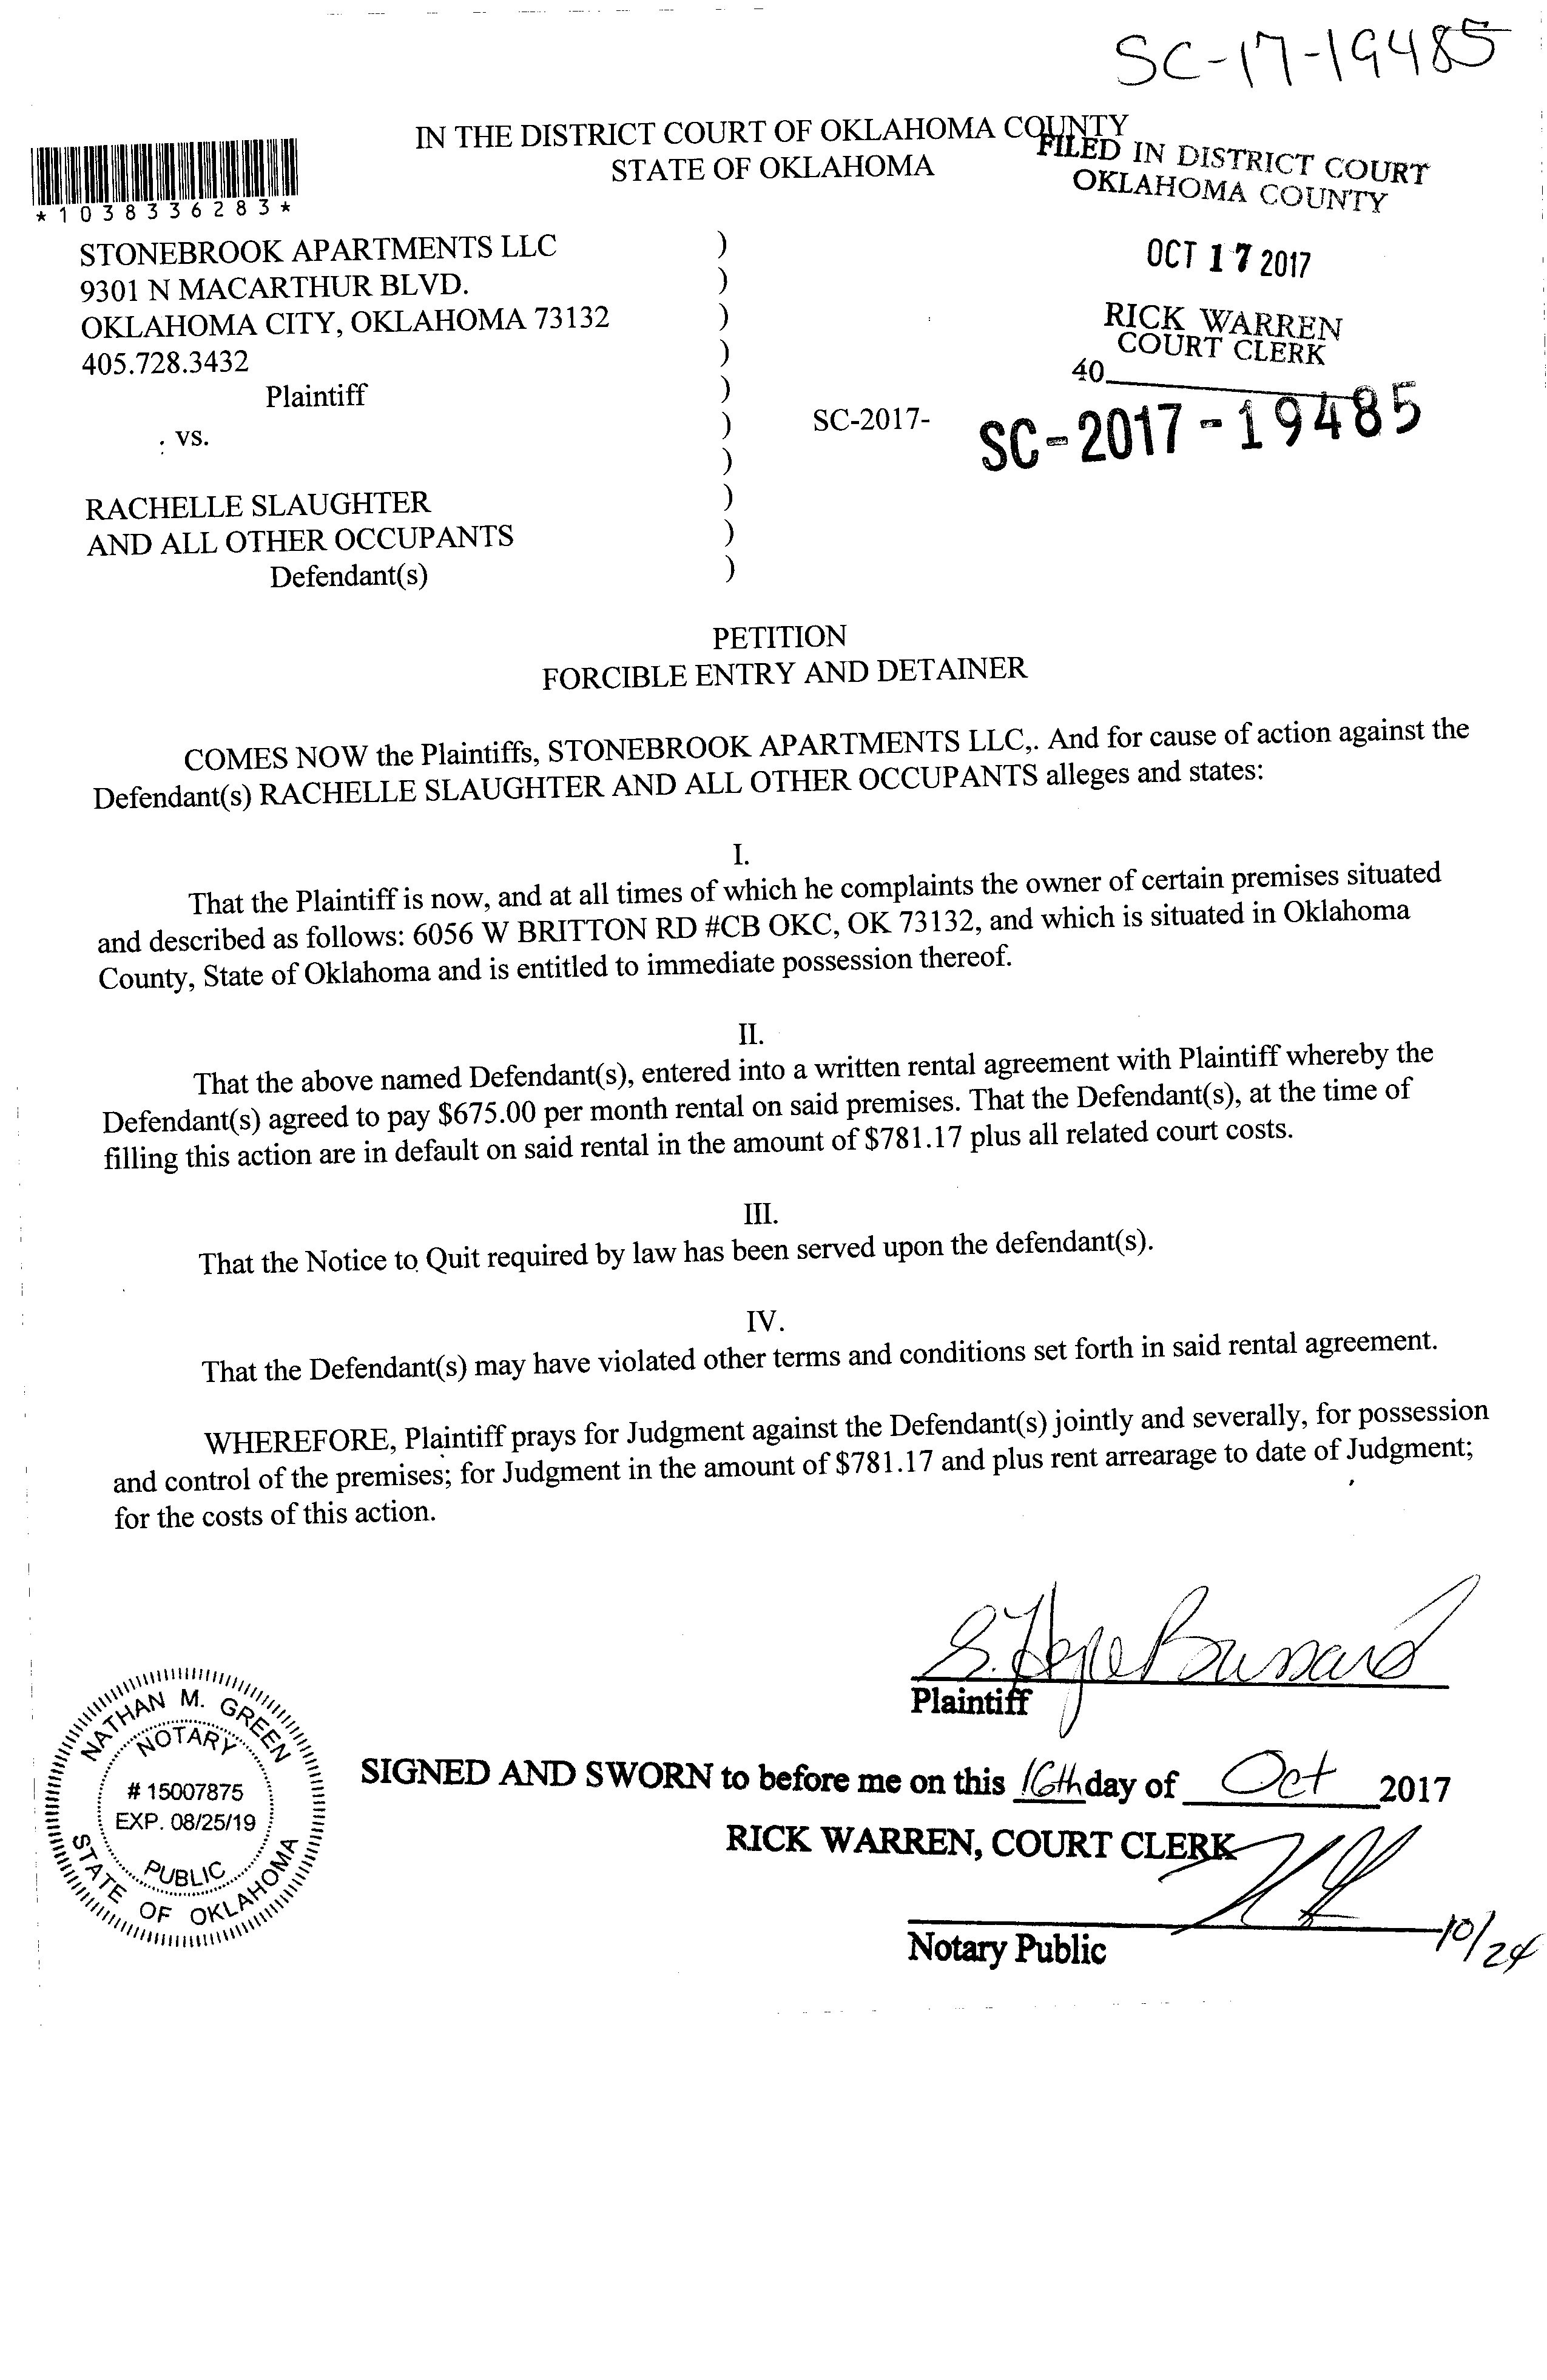 SC-17-19485
IN THE DISTRICT COURT OF OKLAHOMA COUNTY
STATE OF OKLAHOMA
FILED IN DISTRICT COURT
OKLAHOMA COUNTY
*1038336283*
OCT 17 2017
RICK WARREN
COURT CLERK
40
STONEBROOK APARTMENTS LLC )
9301 N MACARTHUR BLVD. )
OKLAHOMA CITY, OKLAHOMA 73132 )
405.728.3432 )
Plaintiff )
vs. ) SC-2017- SC-2017-19485
)
RACHELLE SLAUGHTER )
AND ALL OTHER OCCUPANTS )
Defendant(s) )
PETITION
FORCIBLE ENTRY AND DETAINER
COMES NOW the Plaintiffs, STONEBROOK APARTMENTS LLC,. And for cause of action against the
Defendant(s) RACHELLE SLAUGHTER AND ALL OTHER OCCUPANTS alleges and states:
I.
That the Plaintiff is now, and at all times of which he complaints the owner of certain premises situated
and described as follows: 6056 W BRITTON RD #CB OKC, OK 73132, and which is situated in Oklahoma
County, State of Oklahoma and is entitled to immediate possession thereof.
II.
That the above named Defendant(s), entered into a written rental agreement with Plaintiff whereby the
Defendant(s) agreed to pay $675.00 per month rental on said premises. That the Defendant(s), at the time of
filling this action are in default on said rental in the amount of $781.17 plus all related court costs.
III.
That the Notice to Quit required by law has been served upon the defendant(s).
IV.
That the Defendant(s) may have violated other terms and conditions set forth in said rental agreement.
WHEREFORE, Plaintiff prays for Judgment against the Defendant(s) jointly and severally, for possession
and control of the premises; for Judgment in the amount of $781.17 and plus rent arrearage to date of Judgment;
for the costs of this action.
S. Hope
Plaintiff
NATHAN M. GREEN
NOTARY
# 15007875
EXP. 08/25/19
PUBLIC
STATE OF OKLAHOMA
SIGNED AND SWORN to before me on this 16th day of Oct 2017
RICK WARREN, COURT CLERK
Notary Public
10/24